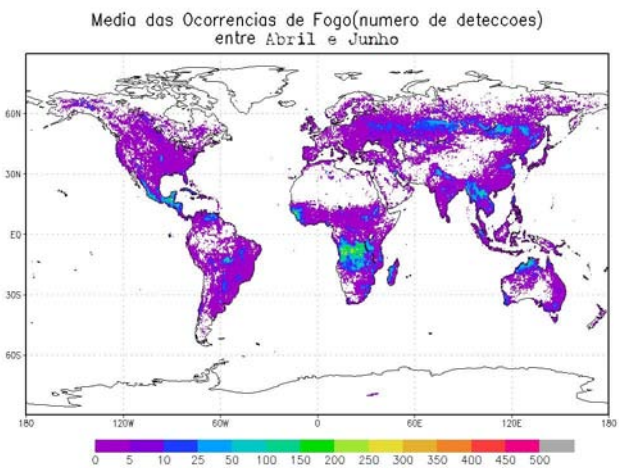 Media das Ocorrencias de Fogo(numero de deteccoes)
entre Abril e Junho
60N
30N
EQ
30S
60S
180 120W 60W 0 60E 120E 180
0 5 10 25 50 100 150 200 250 300 350 400 450 500